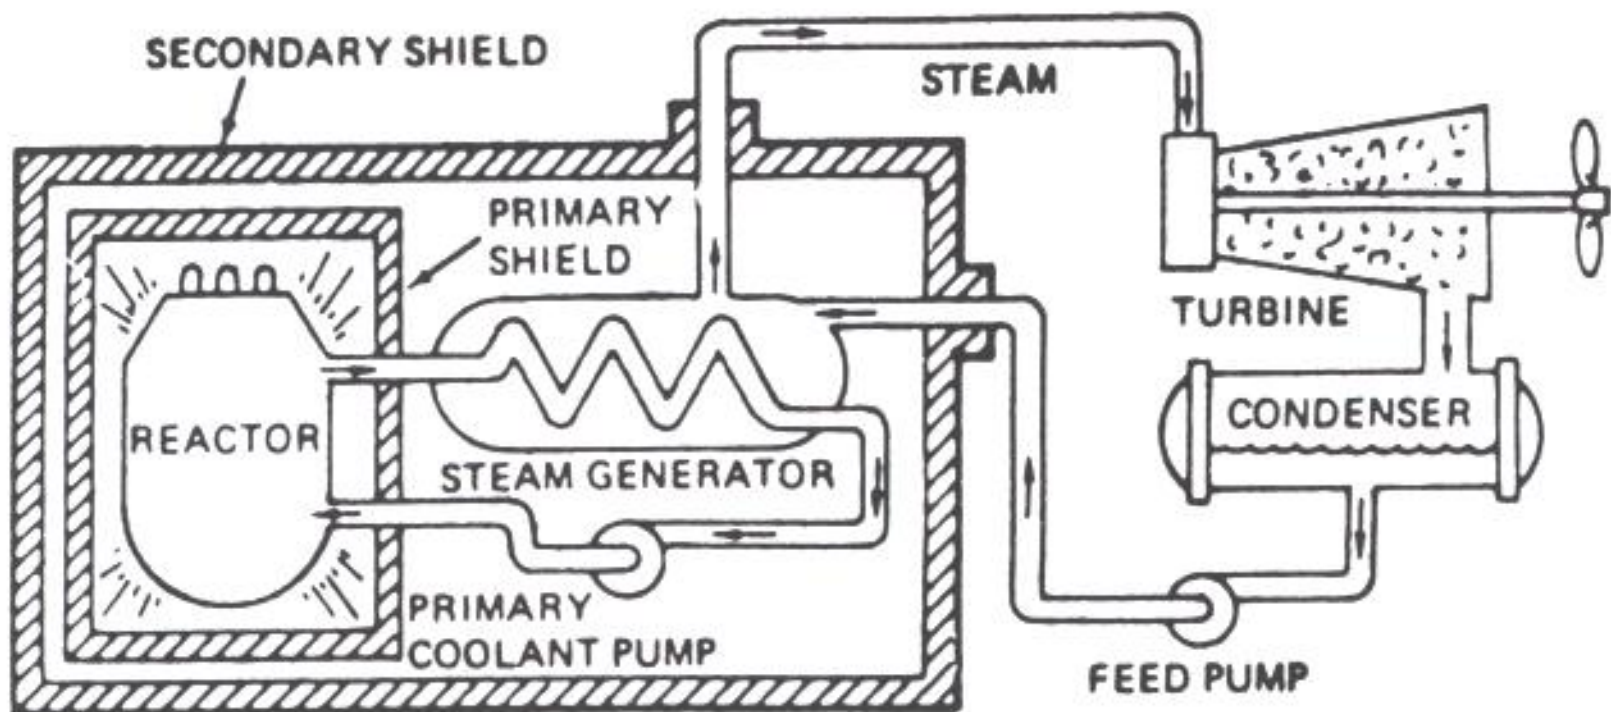 SECONDARY SHIELD
STEAM
PRIMARY
SHIELD
TURBINE
REACTOR
CONDENSER
STEAM GENERATOR
PRIMARY
COOLANT PUMP
FEED PUMP